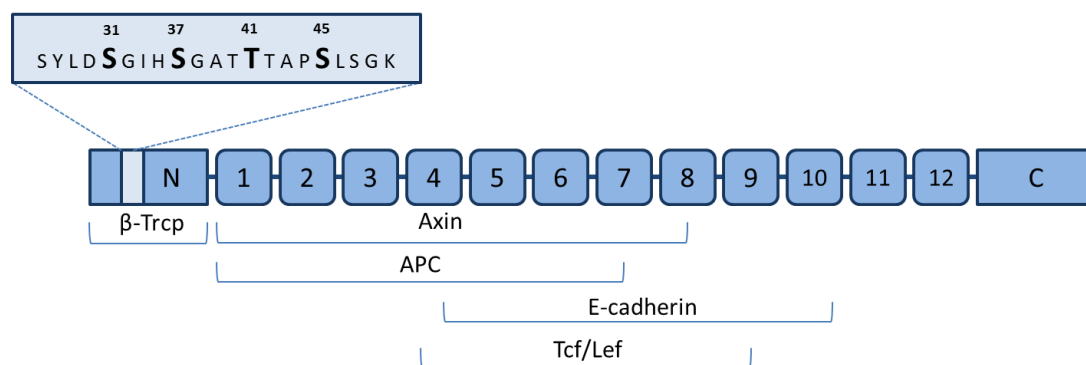 31 37 41 45
SYLDSGIHSGATTTAPSLSGK
N 1 2 3 4 5 6 7 8 9 10 11 12 C
β-Trcp Axin
APC
E-cadherin
Tcf/Lef